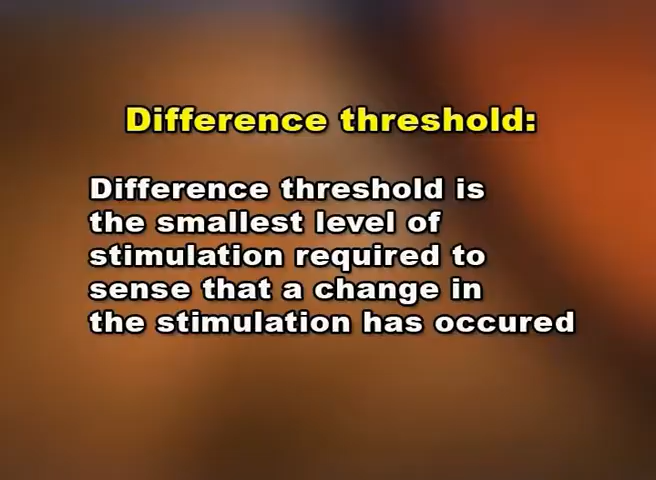 Difference threshold:
Difference threshold is
the smallest level of
stimulation required to
sense that a change in
the stimulation has occured